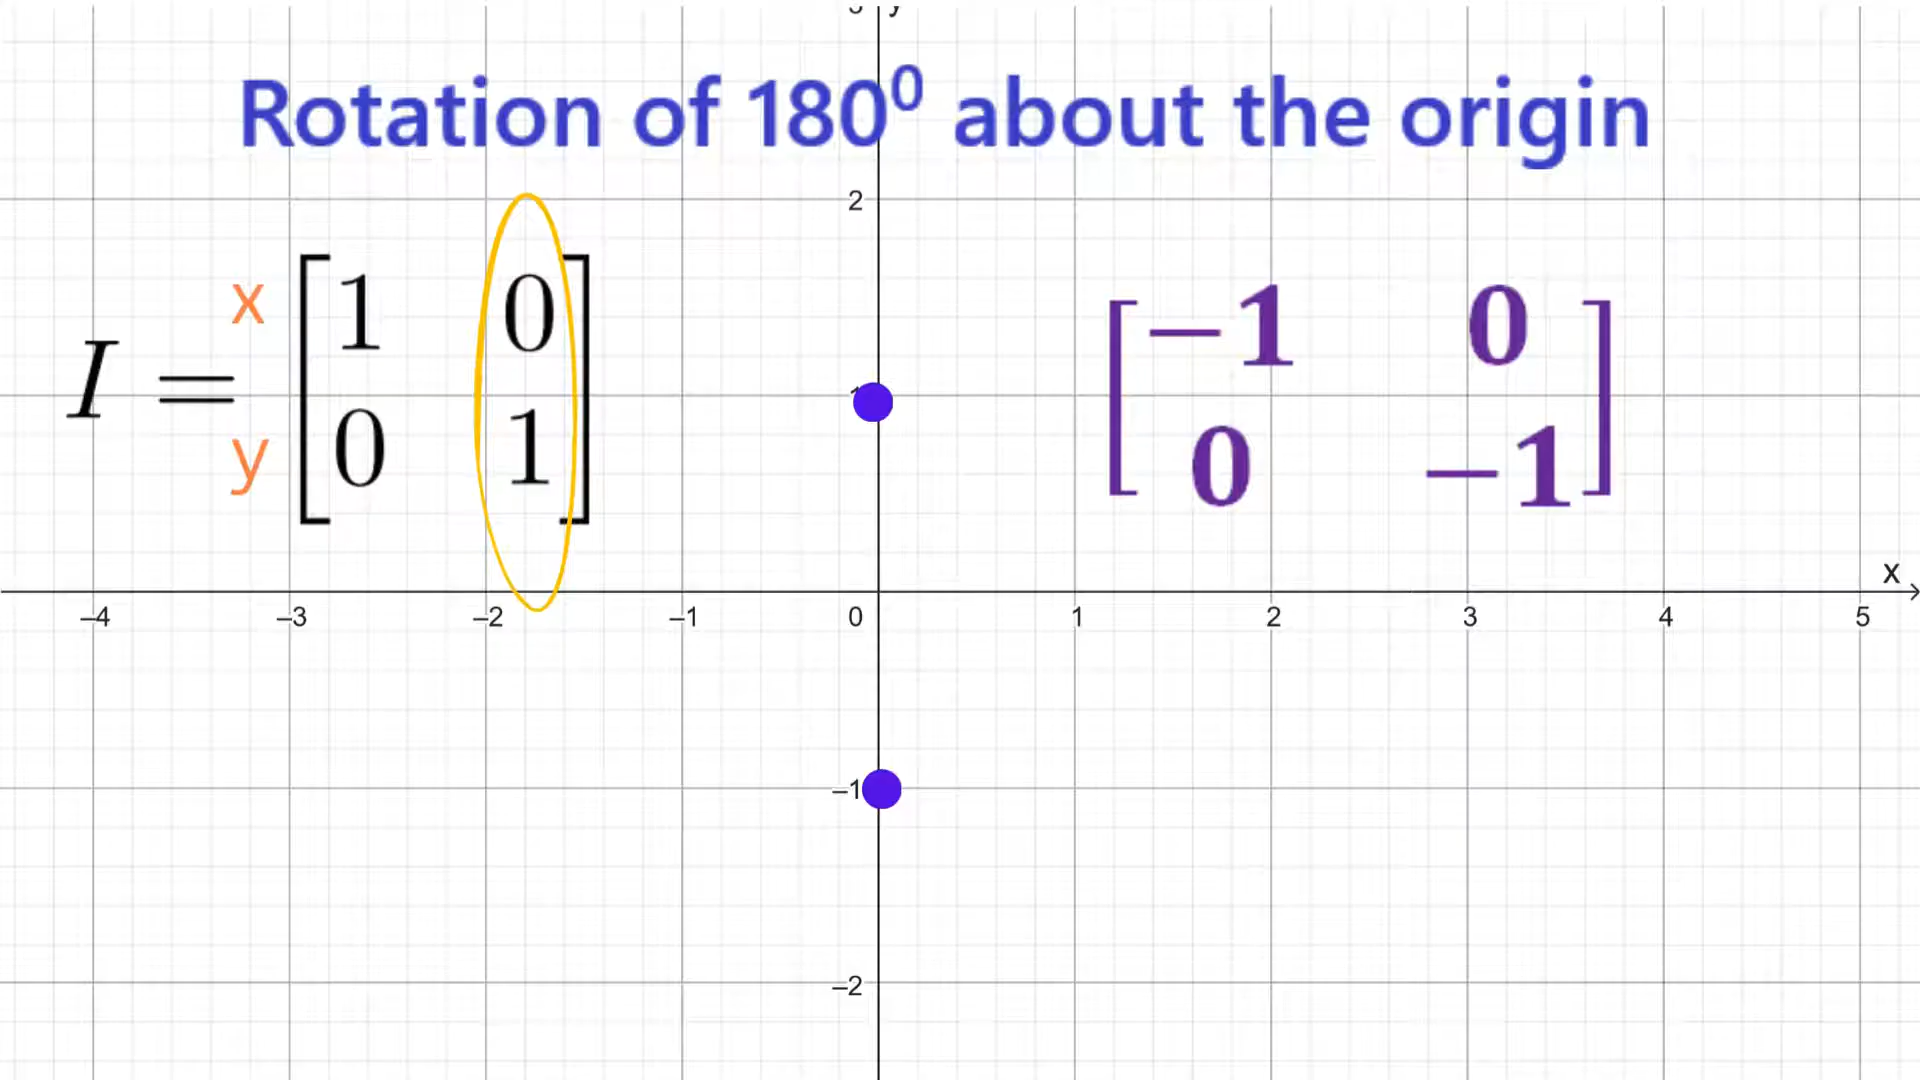 y
Rotation of 180⁰ about the origin
2
x [1 0]
I =
y [0 1]
[−1 0]
[0 −1]
x
–4 –3 –2 –1 0 1 2 3 4 5
–1
–2